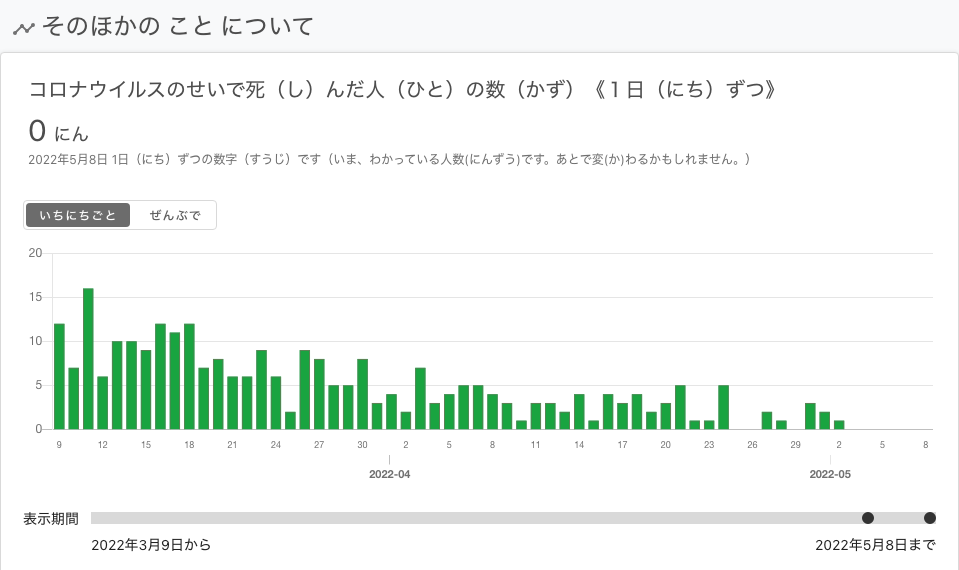 そのほかの こと について
コロナウイルスのせいで死（し）んだ人（ひと）の数（かず）《１日（にち）ずつ》
0 にん
2022年5月8日 1日（にち）ずつの数字（すうじ）です（いま、わかっている人数(にんずう)です。あとで変(か)わるかもしれません。）
いちにちごと ぜんぶで
20
15
10
5
0
9 12 15 18 21 24 27 30 2 5 8 11 14 17 20 23 26 29 2 5 8
2022-04 2022-05
表示期間
2022年3月9日から 2022年5月8日まで